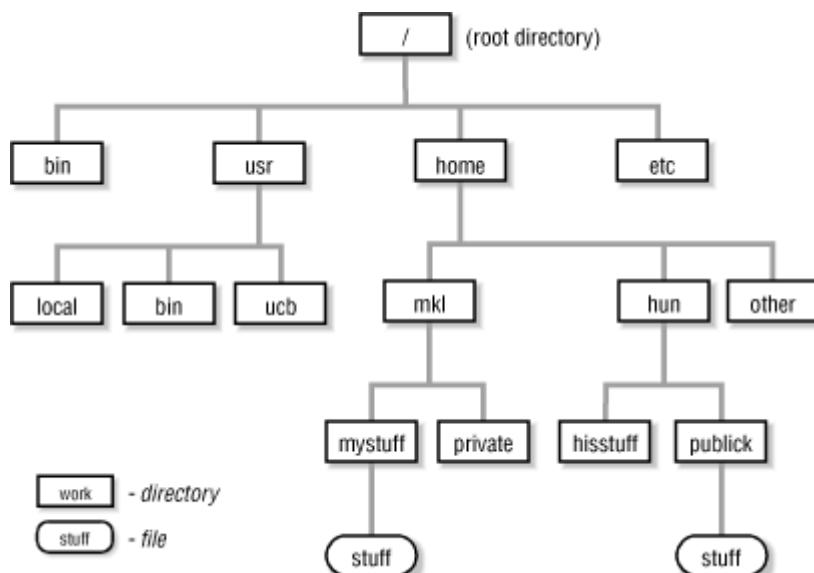 / (root directory)
bin usr home etc
local bin ucb mkl hun other
mystuff private hisstuff publick
work - directory
stuff - file
stuff stuff